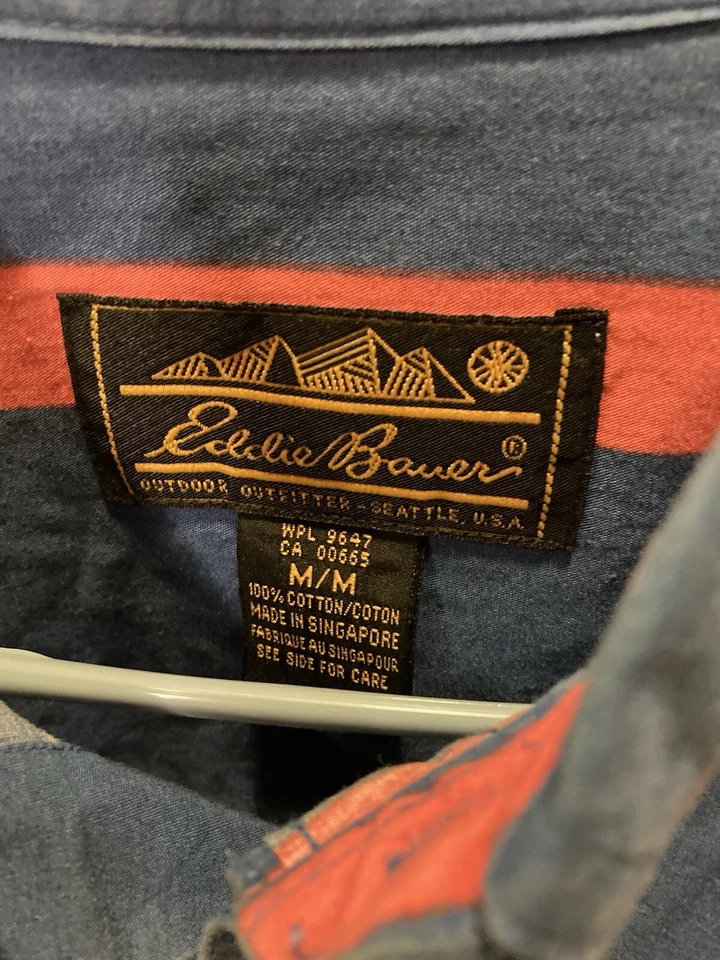 Eddie Bauer ®
OUTDOOR OUTFITTER - SEATTLE, U.S.A.
WPL 9647
CA 00665
M/M
100% COTTON/COTON
MADE IN SINGAPORE
FABRIQUE AU SINGAPOUR
SEE SIDE FOR CARE